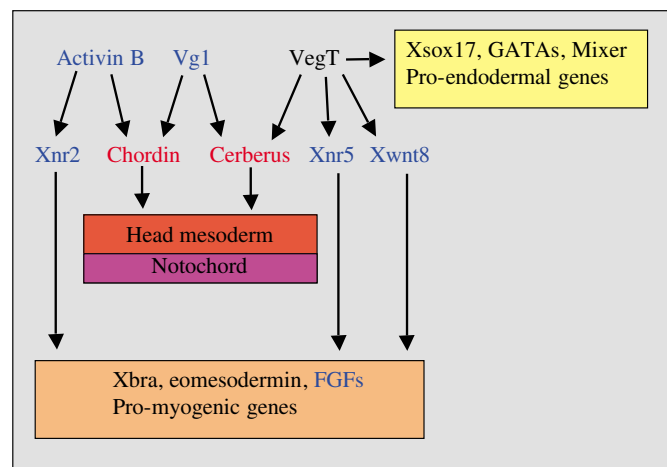 Activin B Vg1 VegT
Xsox17, GATAs, Mixer
Pro-endodermal genes
Xnr2 Chordin Cerberus Xnr5 Xwnt8
Head mesoderm
Notochord
Xbra, eomesodermin, FGFs
Pro-myogenic genes